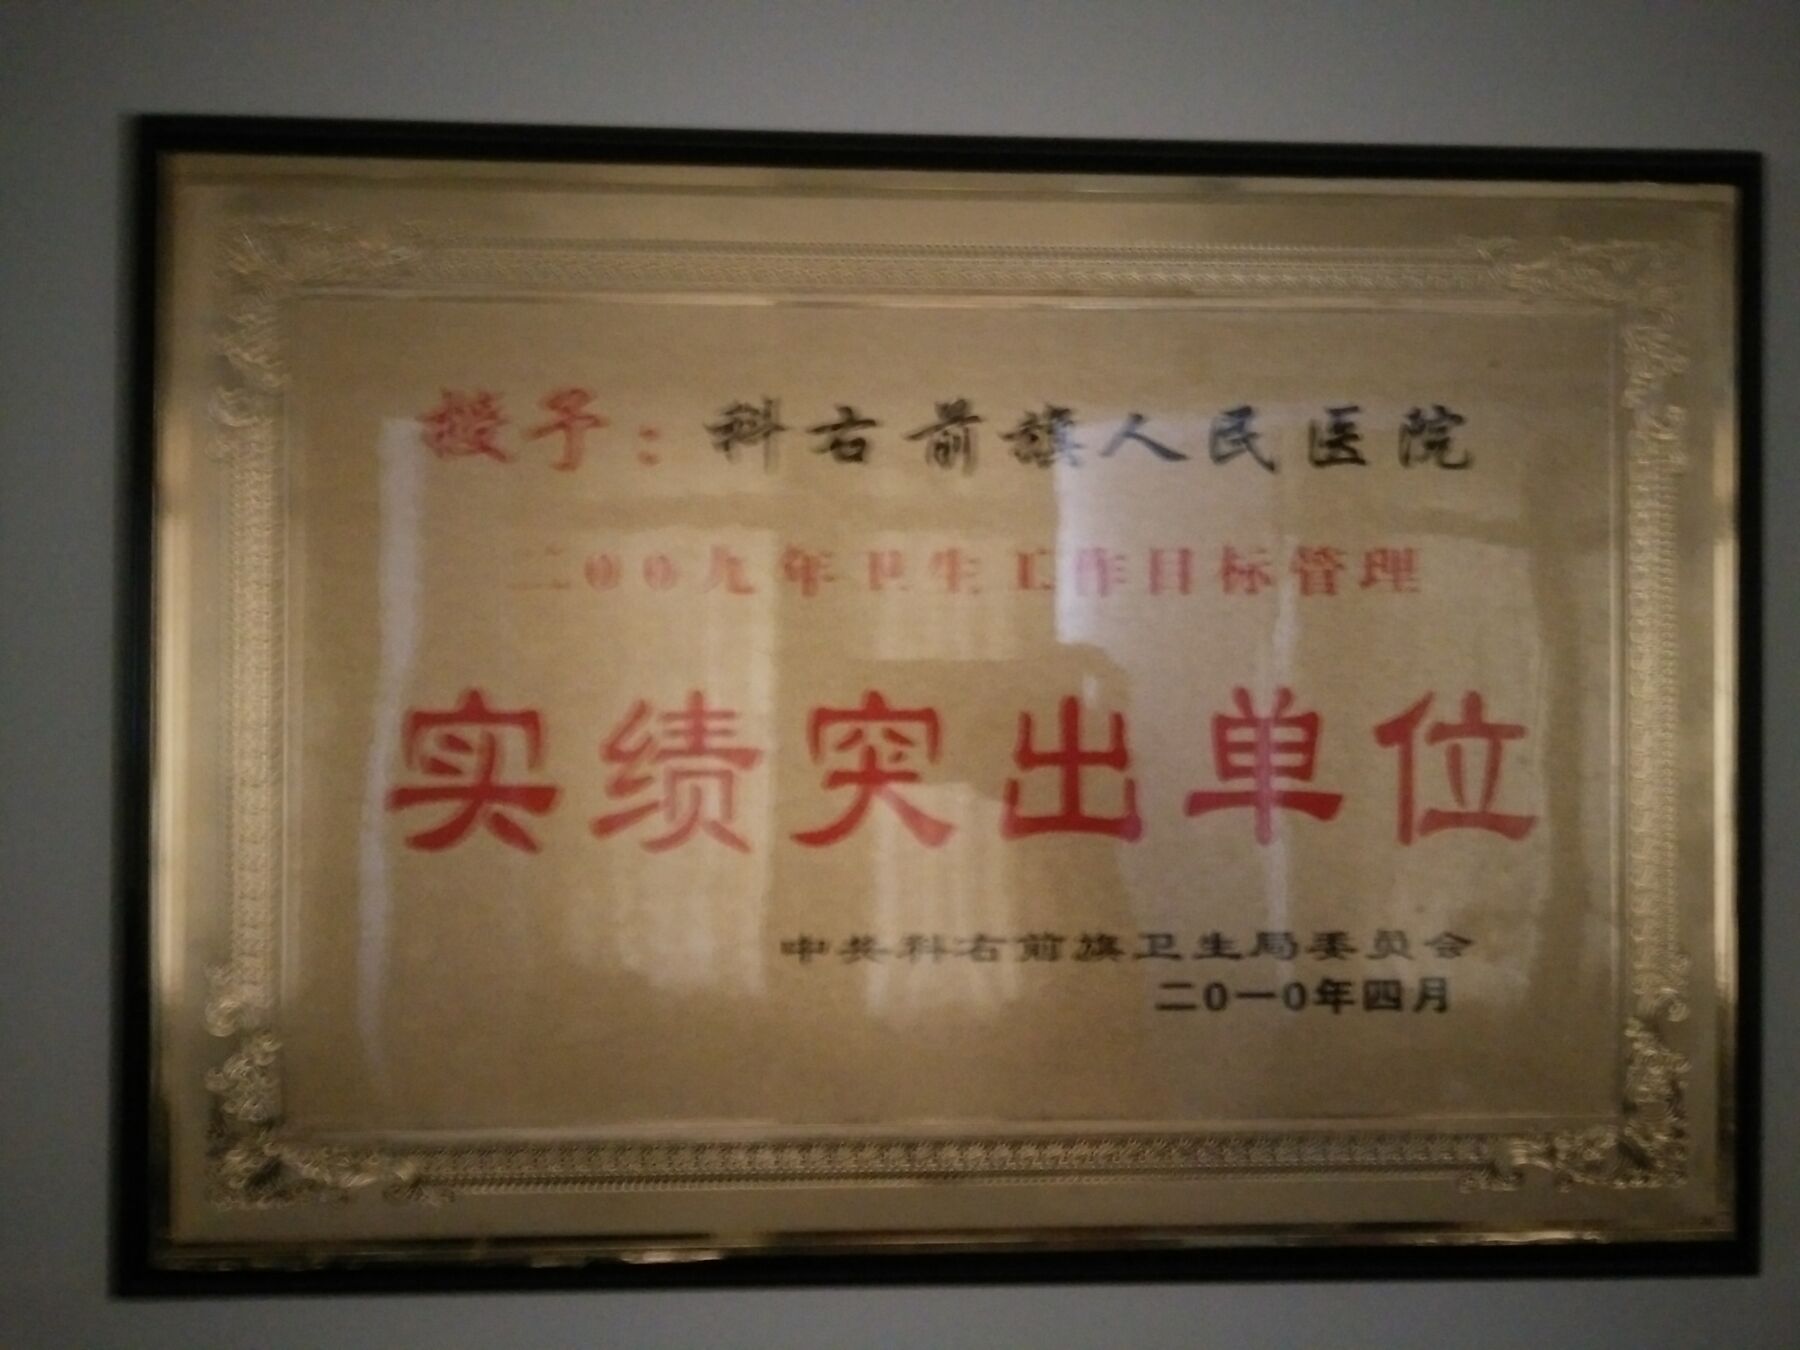 授予：科右前旗人民医院
二00九年卫生工作目标管理
实绩突出单位
中共科右前旗卫生局委员会
二0一0年四月